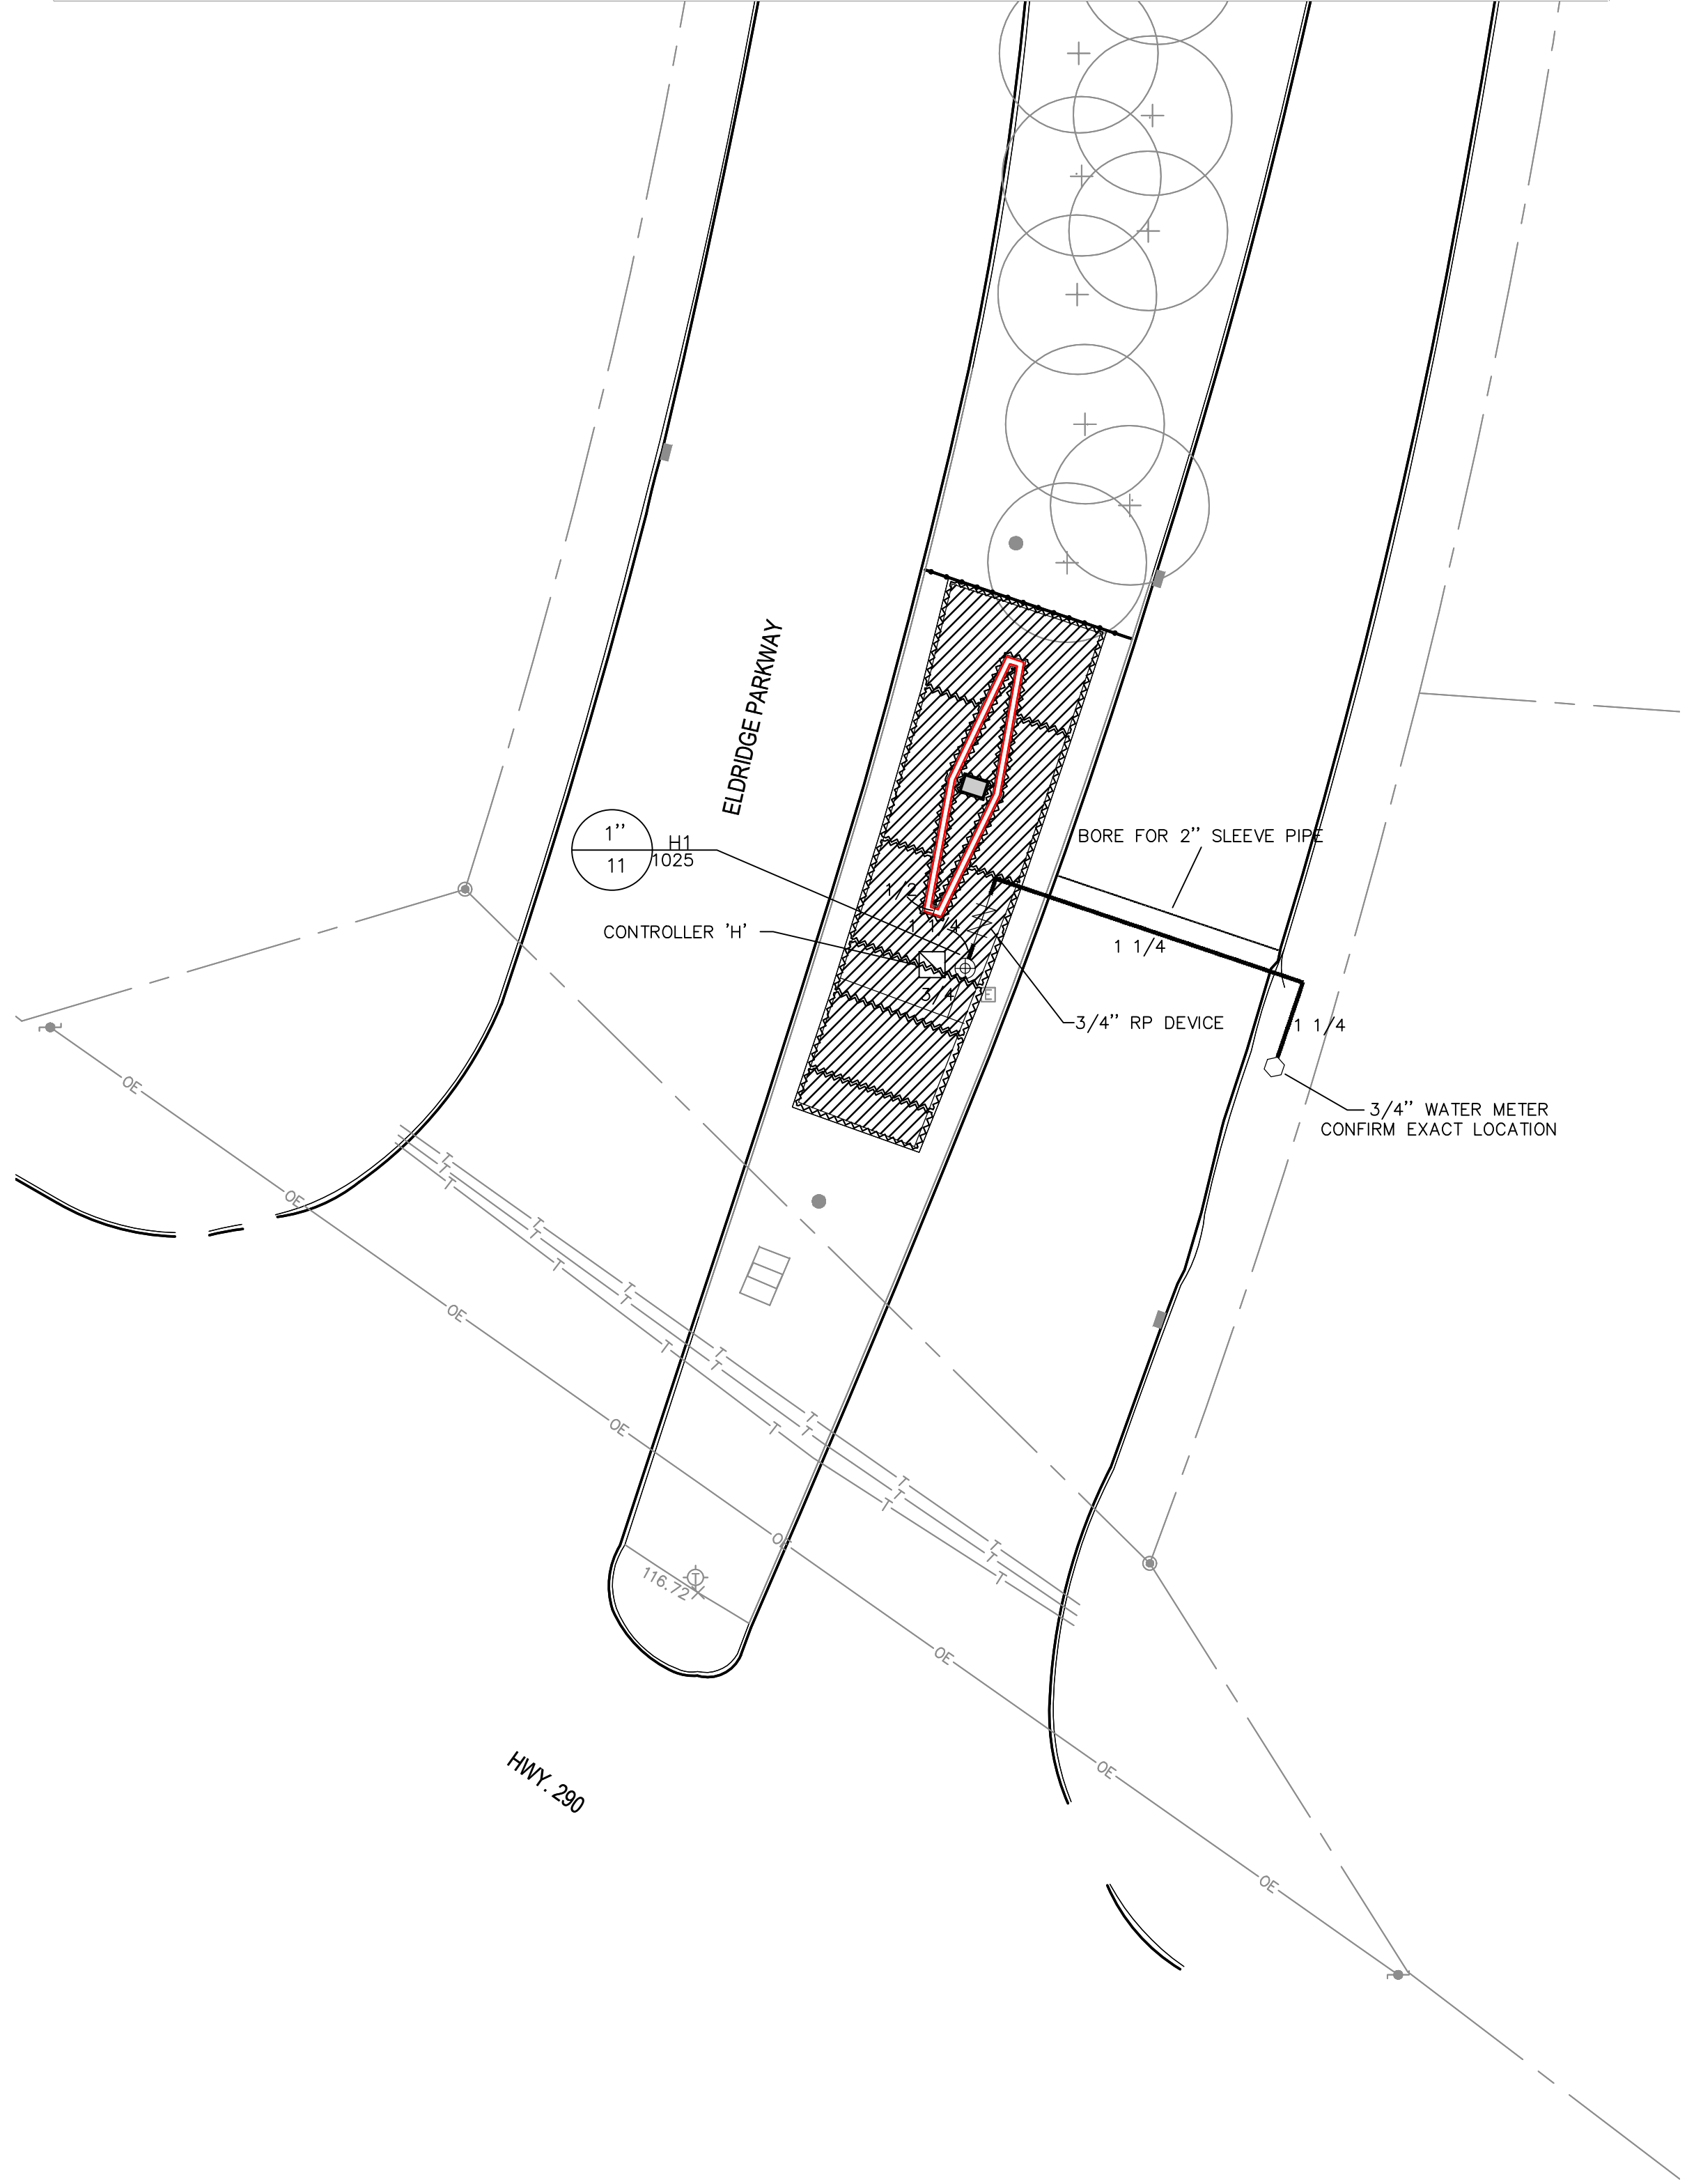 ELDRIDGE PARKWAY
BORE FOR 2'' SLEEVE PIPE
1''
11
H1
1025
1/2
CONTROLLER 'H'
1 1/4
1 1/4
3/4
E
3/4'' RP DEVICE
1 1/4
3/4'' WATER METER
CONFIRM EXACT LOCATION
OE
T
T
T
OE
T
T
T
T
T
T
OE
T
T
T
T
T
T
OE
T
T
T
OE
T
T
T
T
116.72
OE
HWY. 290
OE
OE